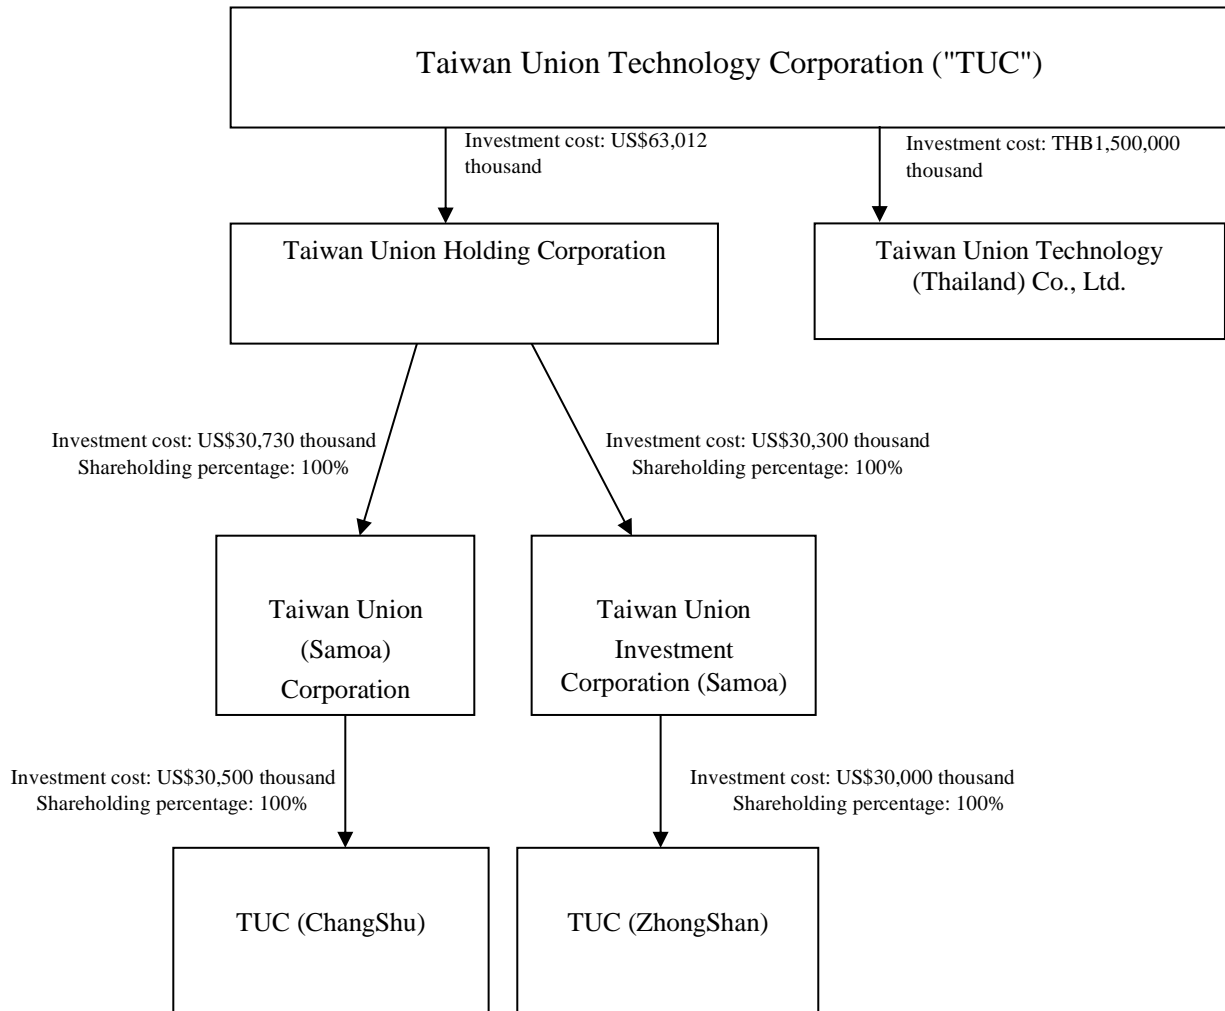 Taiwan Union Technology Corporation ("TUC")
Investment cost: US$63,012
thousand
Investment cost: THB1,500,000
thousand
Taiwan Union Holding Corporation
Taiwan Union Technology
(Thailand) Co., Ltd.
Investment cost: US$30,730 thousand
Shareholding percentage: 100%
Investment cost: US$30,300 thousand
Shareholding percentage: 100%
Taiwan Union
(Samoa)
Corporation
Taiwan Union
Investment
Corporation (Samoa)
Investment cost: US$30,500 thousand
Shareholding percentage: 100%
Investment cost: US$30,000 thousand
Shareholding percentage: 100%
TUC (ChangShu)
TUC (ZhongShan)